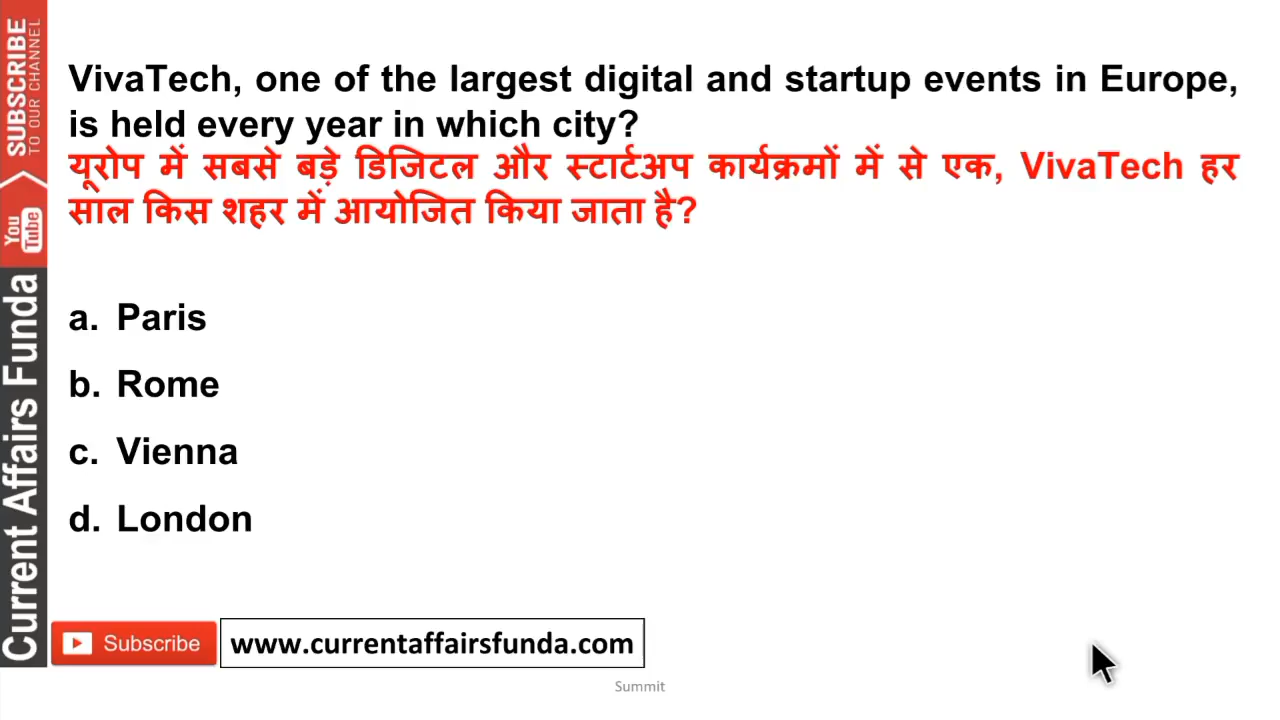 VivaTech, one of the largest digital and startup events in Europe,
is held every year in which city?
यूरोप में सबसे बड़े डिजिटल और स्टार्टअप कार्यक्रमों में से एक, VivaTech हर
साल किस शहर में आयोजित किया जाता है?
a. Paris
b. Rome
c. Vienna
d. London
SUBSCRIBE
TO OUR CHANNEL
You
Tube
Current Affairs Funda
Subscribe
www.currentaffairsfunda.com
Summit